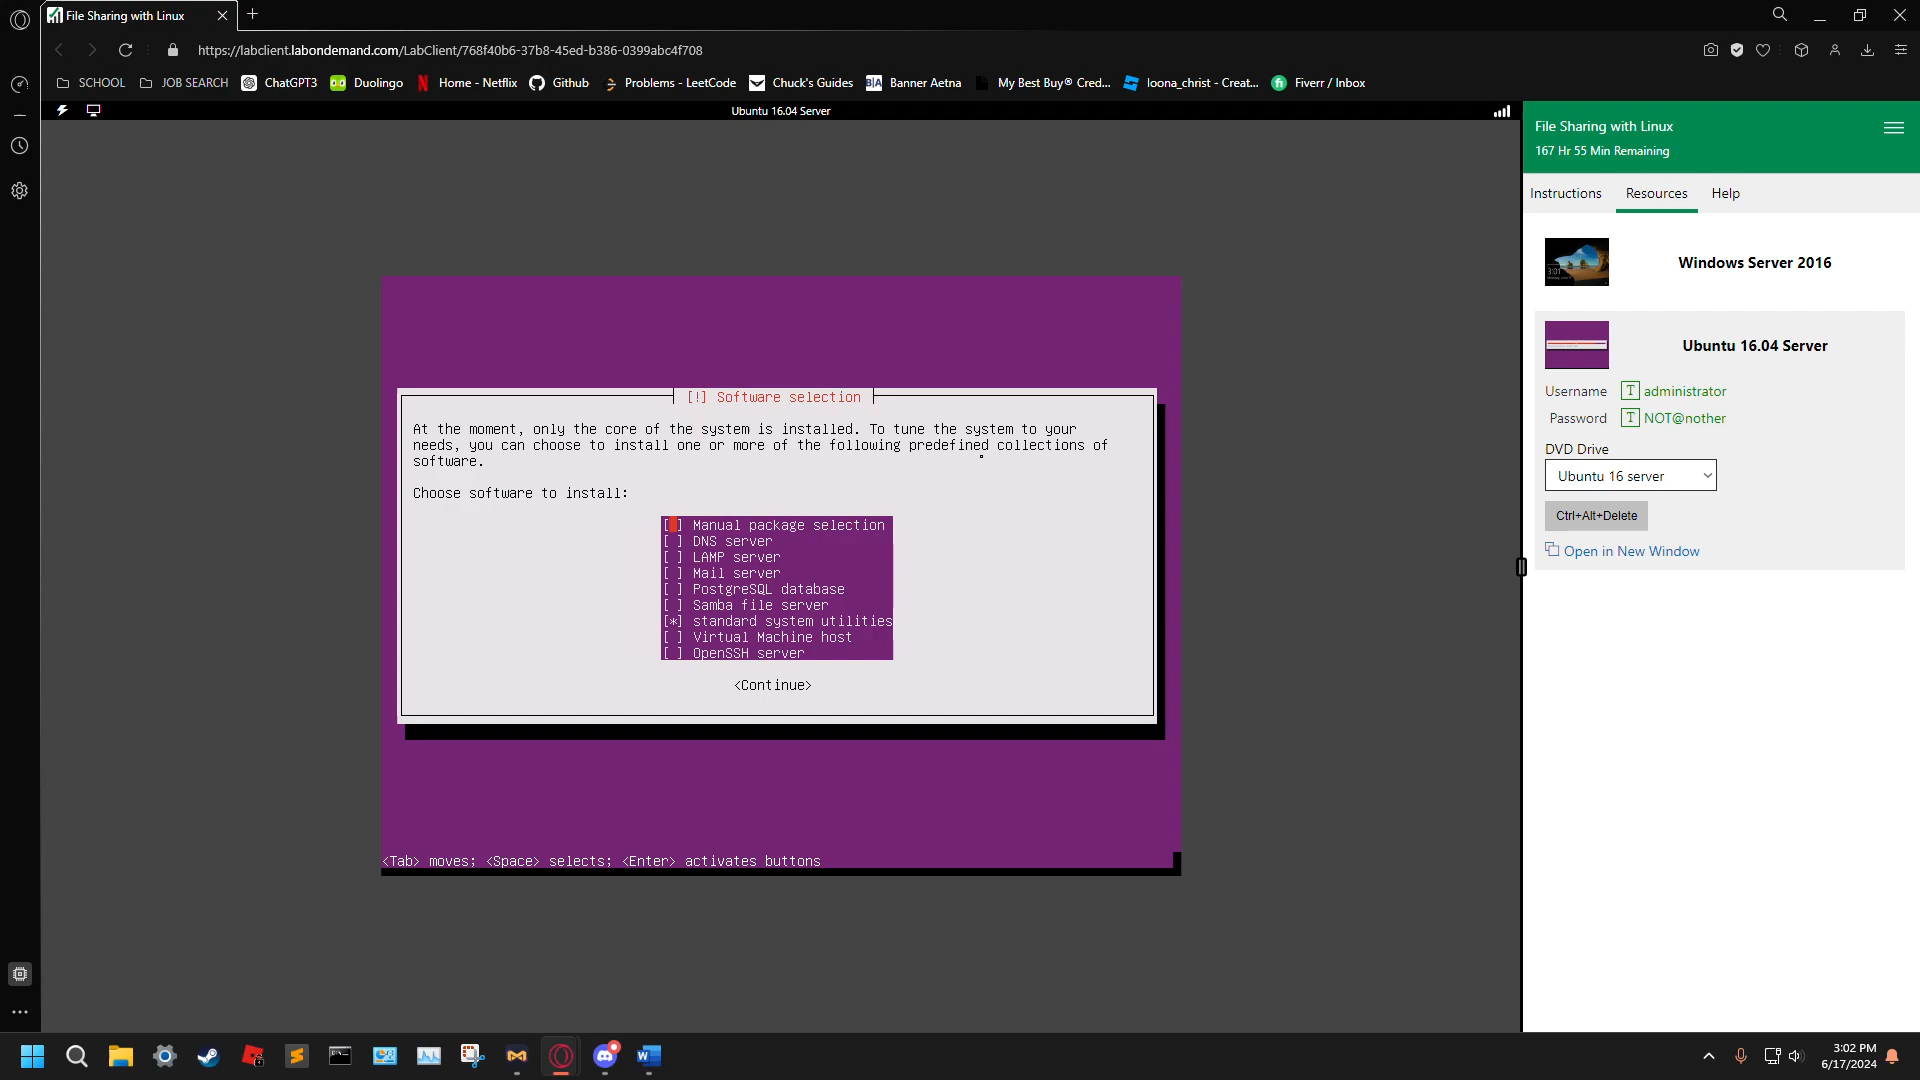 File Sharing with Linux
https://labclient.labondemand.com/LabClient/768f40b6-37b8-45ed-b386-0399abc4f708
SCHOOL JOB SEARCH ChatGPT3 Duolingo Home - Netflix Github Problems - LeetCode Chuck's Guides B|A Banner Aetna My Best Buy® Cred... loona_christ - Creat... Fiverr / Inbox
Ubuntu 16.04 Server
[!] Software selection
At the moment, only the core of the system is installed. To tune the system to your
needs, you can choose to install one or more of the following predefined collections of
software.
Choose software to install:
[ ] Manual package selection
[ ] DNS server
[ ] LAMP server
[ ] Mail server
[ ] PostgreSQL database
[ ] Samba file server
[*] standard system utilities
[ ] Virtual Machine host
[ ] OpenSSH server
<Continue>
<Tab> moves; <Space> selects; <Enter> activates buttons
File Sharing with Linux
167 Hr 55 Min Remaining
Instructions Resources Help
Windows Server 2016
Ubuntu 16.04 Server
Username T administrator
Password T NOT@nother
DVD Drive
Ubuntu 16 server
Ctrl+Alt+Delete
Open in New Window
3:02 PM
6/17/2024